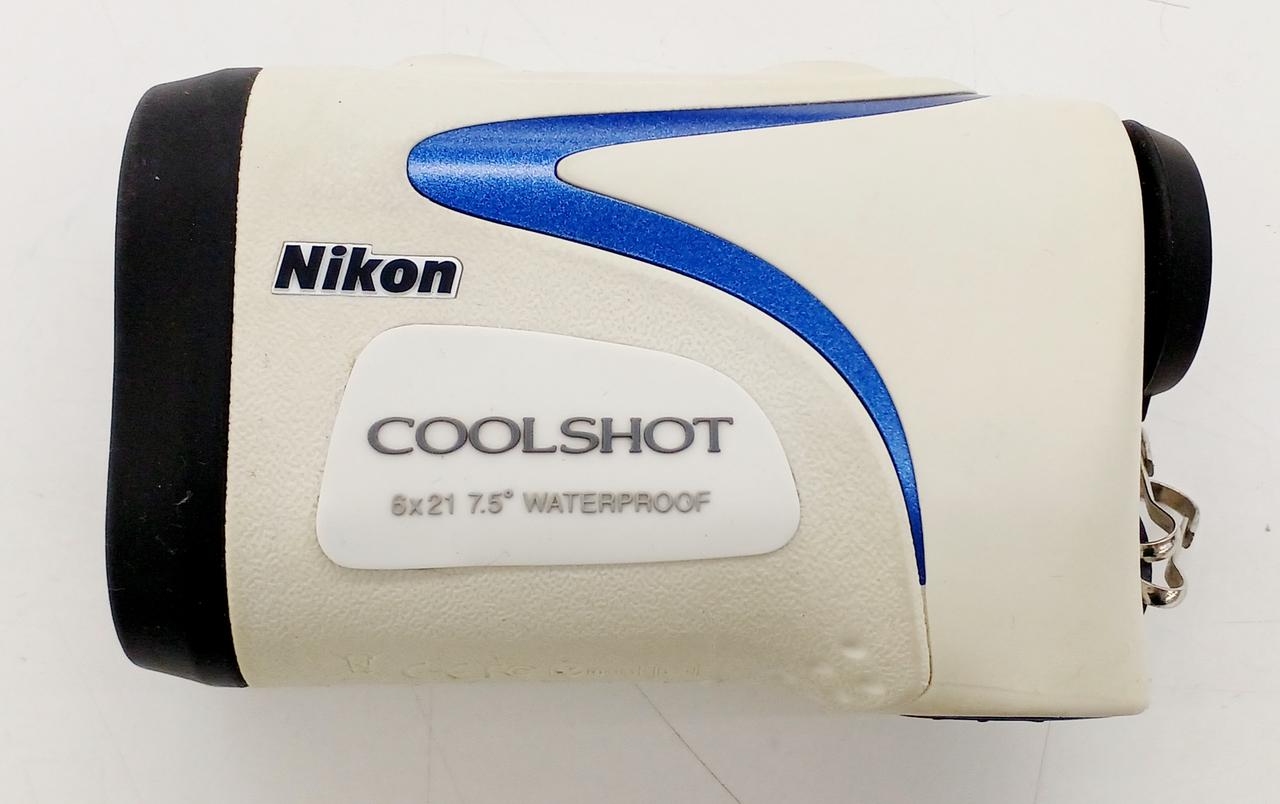 Nikon
COOLSHOT
6x21 7.5° WATERPROOF